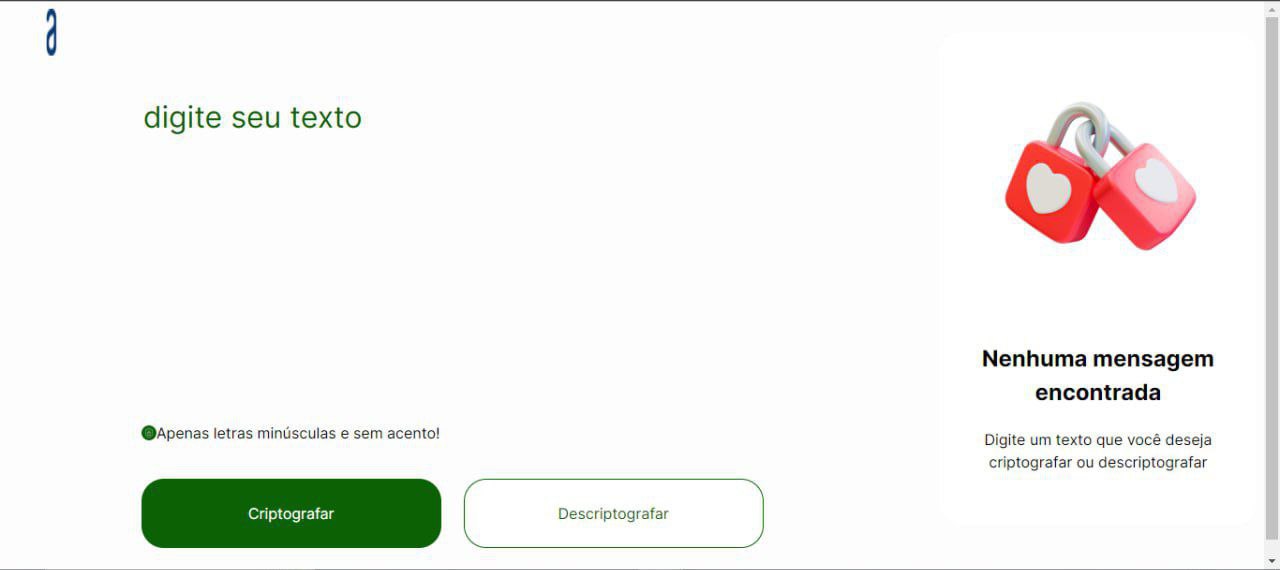 a
digite seu texto
Apenas letras minúsculas e sem acento!
Criptografar
Descriptografar
Nenhuma mensagem
encontrada
Digite um texto que você deseja
criptografar ou descriptografar